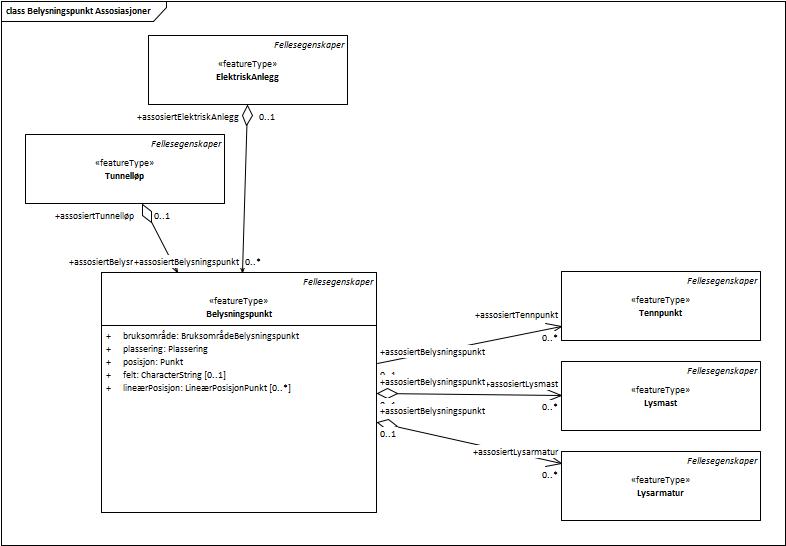 class Belysningspunkt Assosiasjoner
Fellesegenskaper
«featureType»
ElektriskAnlegg
+assosiertElektriskAnlegg 0..1
Fellesegenskaper
«featureType»
Tunnelløp
+assosiertTunnelløp 0..1
+assosiertBelysr+assosiertBelysningspunkt 0..*
Fellesegenskaper
«featureType»
Belysningspunkt
+ bruksområde: BruksområdeBelysningspunkt
+ plassering: Plassering
+ posisjon: Punkt
+ felt: CharacterString [0..1]
+ lineærPosisjon: LineærPosisjonPunkt [0..*]
Fellesegenskaper
«featureType»
Tennpunkt
+assosiertTennpunkt
0..*
+assosiertBelysningspunkt
Fellesegenskaper
«featureType»
Lysmast
+assosiertBelysningspunkt +assosiertLysmast
0..*
+assosiertBelysningspunkt
0..1
Fellesegenskaper
«featureType»
Lysarmatur
+assosiertLysarmatur
0..*